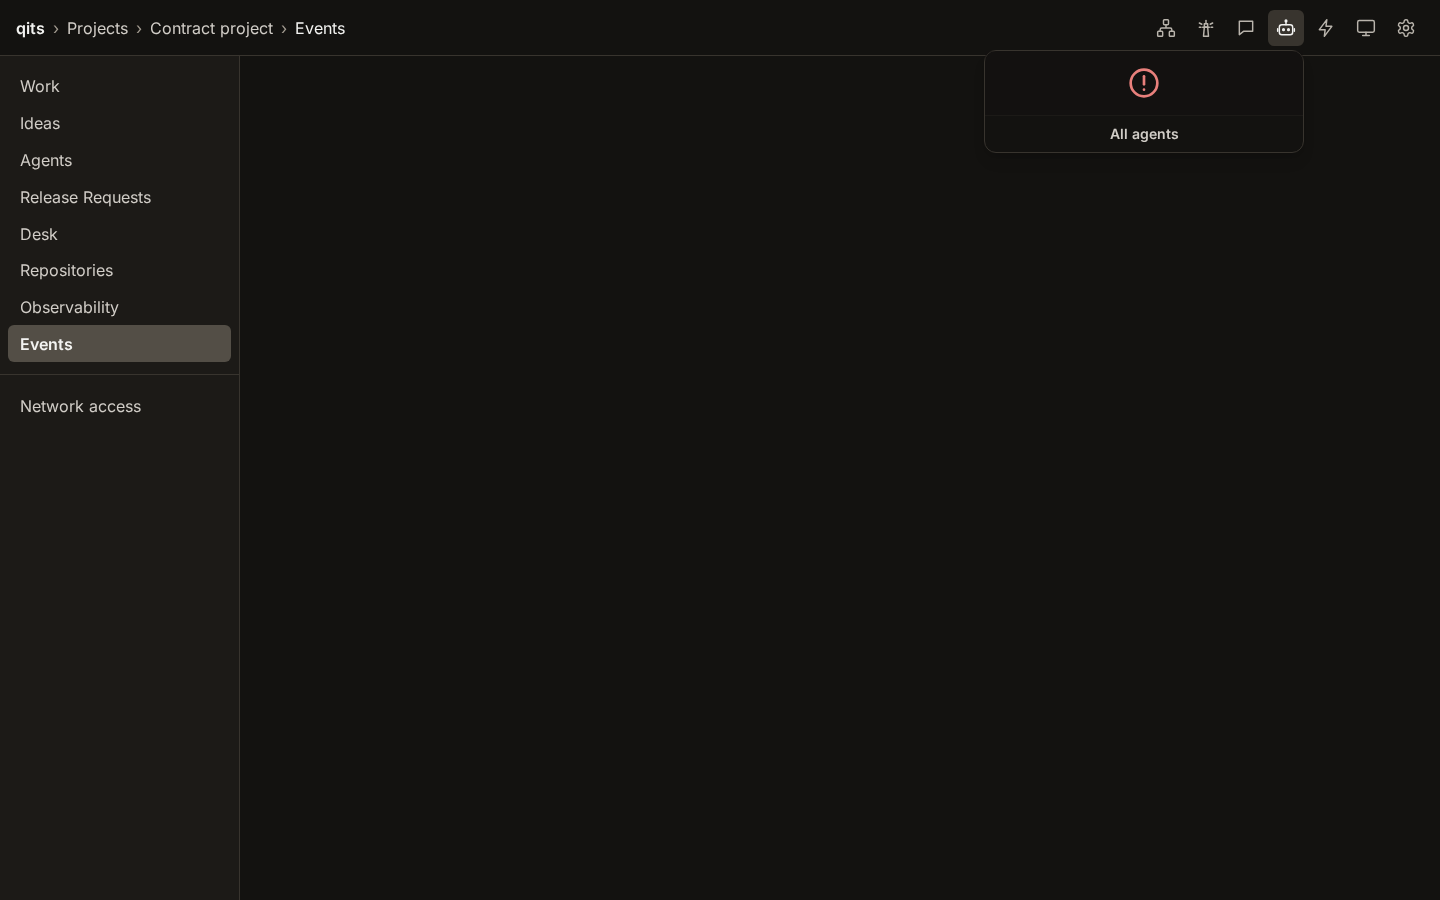 qits › Projects › Contract project › Events
All agents
Work
Ideas
Agents
Release Requests
Desk
Repositories
Observability
Events
Network access